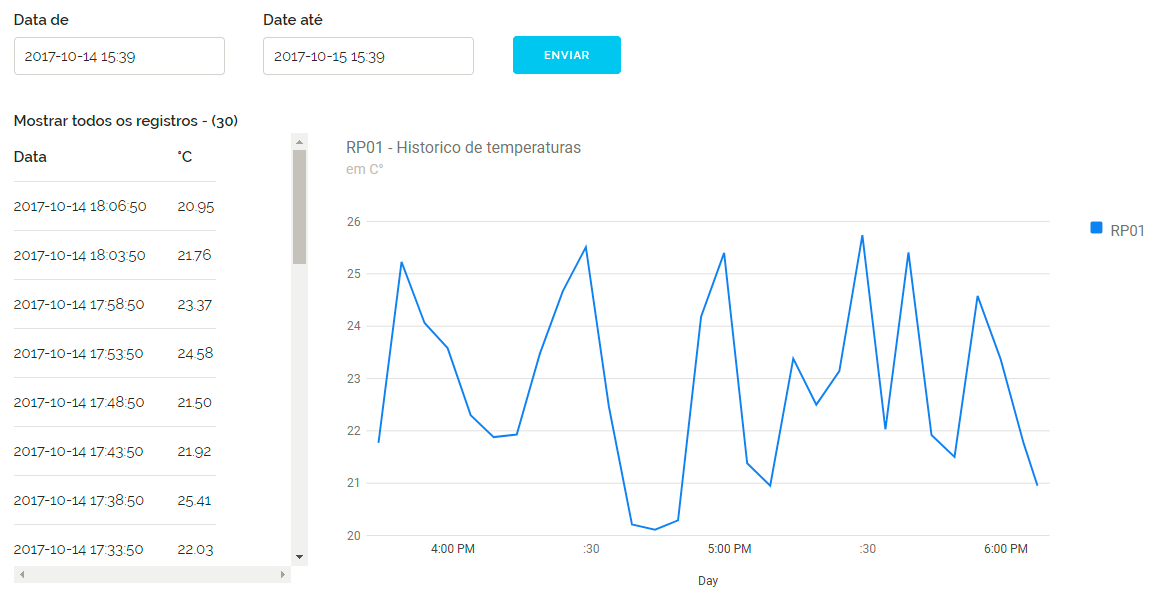 Data de
Date até
2017-10-14 15:39
2017-10-15 15:39
ENVIAR
Mostrar todos os registros - (30)
Data °C
2017-10-14 18:06:50 20.95
2017-10-14 18:03:50 21.76
2017-10-14 17:58:50 23.37
2017-10-14 17:53:50 24.58
2017-10-14 17:48:50 21.50
2017-10-14 17:43:50 21.92
2017-10-14 17:38:50 25.41
2017-10-14 17:33:50 22.03
RP01 - Historico de temperaturas
em C°
26
25
24
23
22
21
20
4:00 PM :30 5:00 PM :30 6:00 PM
Day
RP01